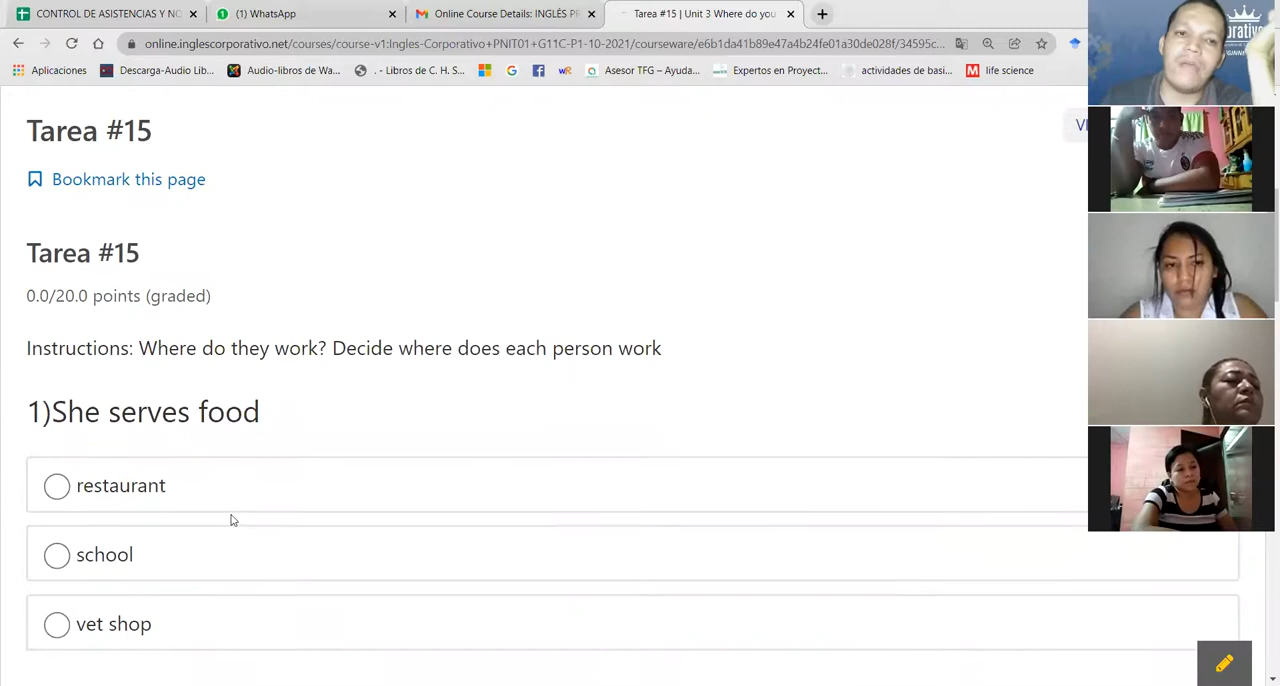 CONTROL DE ASISTENCIAS Y NO
(1) WhatsApp
Online Course Details: INGLÉS PR
Tarea #15 | Unit 3 Where do you
online.inglescorporativo.net/courses/course-v1:Ingles-Corporativo+PNIT01+G11C-P1-10-2021/courseware/e6b1da41b89e47a4b24fe01a30de028f/34595c...
Aplicaciones
Descarga-Audio Lib...
Audio-libros de Wa...
. - Libros de C. H. S...
Asesor TFG – Ayuda...
Expertos en Proyect...
actividades de basi...
life science
Tarea #15
Bookmark this page
Tarea #15
0.0/20.0 points (graded)
Instructions: Where do they work? Decide where does each person work
1)She serves food
restaurant
school
vet shop